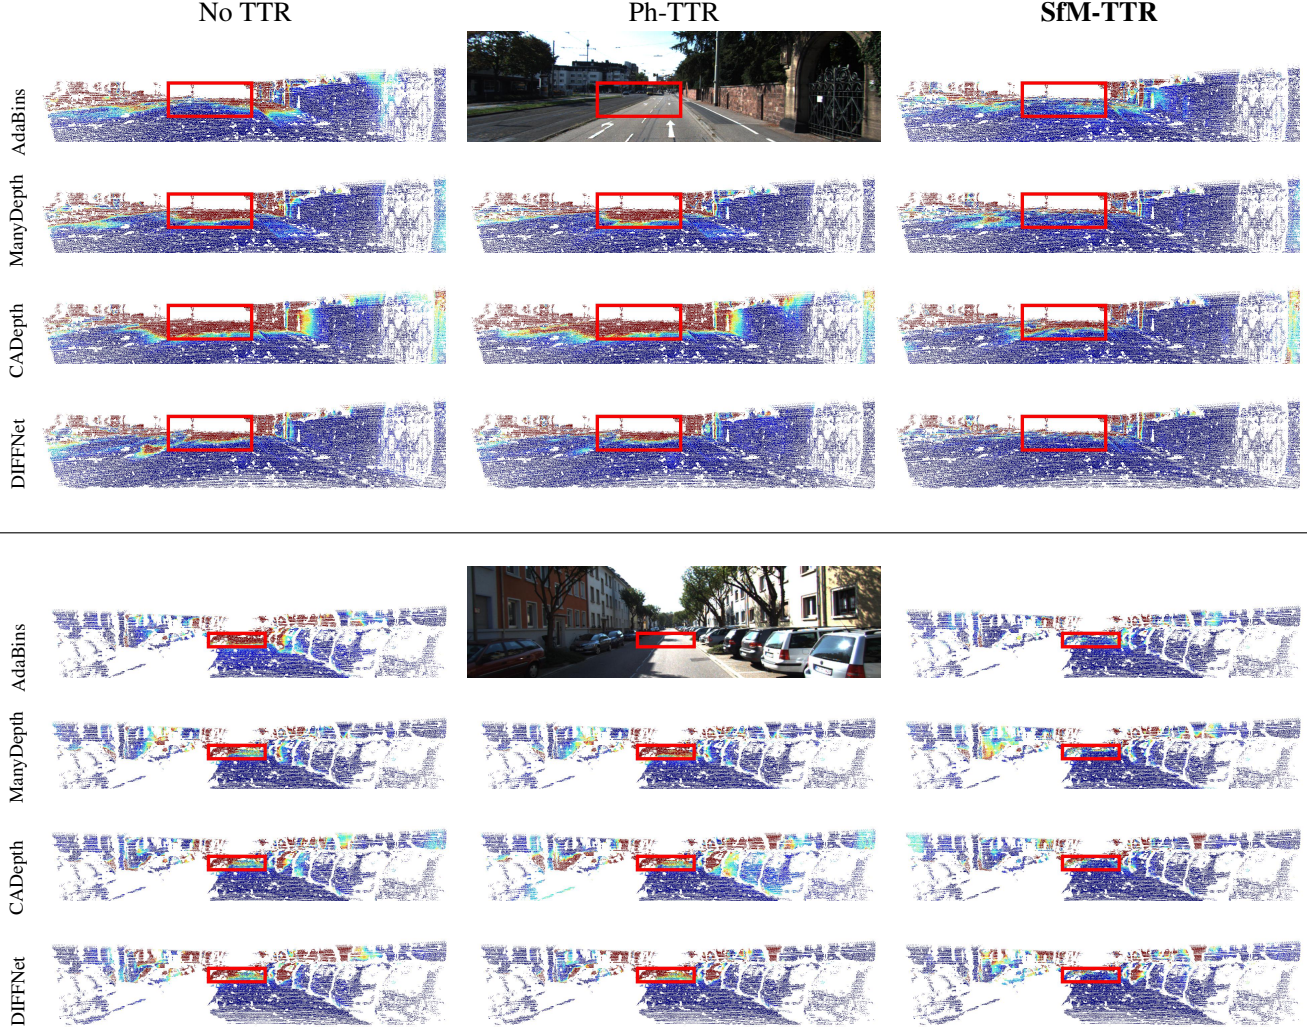 No TTR
Ph-TTR
SfM-TTR
AdaBins
ManyDepth
CADepth
DIFFNet
AdaBins
ManyDepth
CADepth
DIFFNet